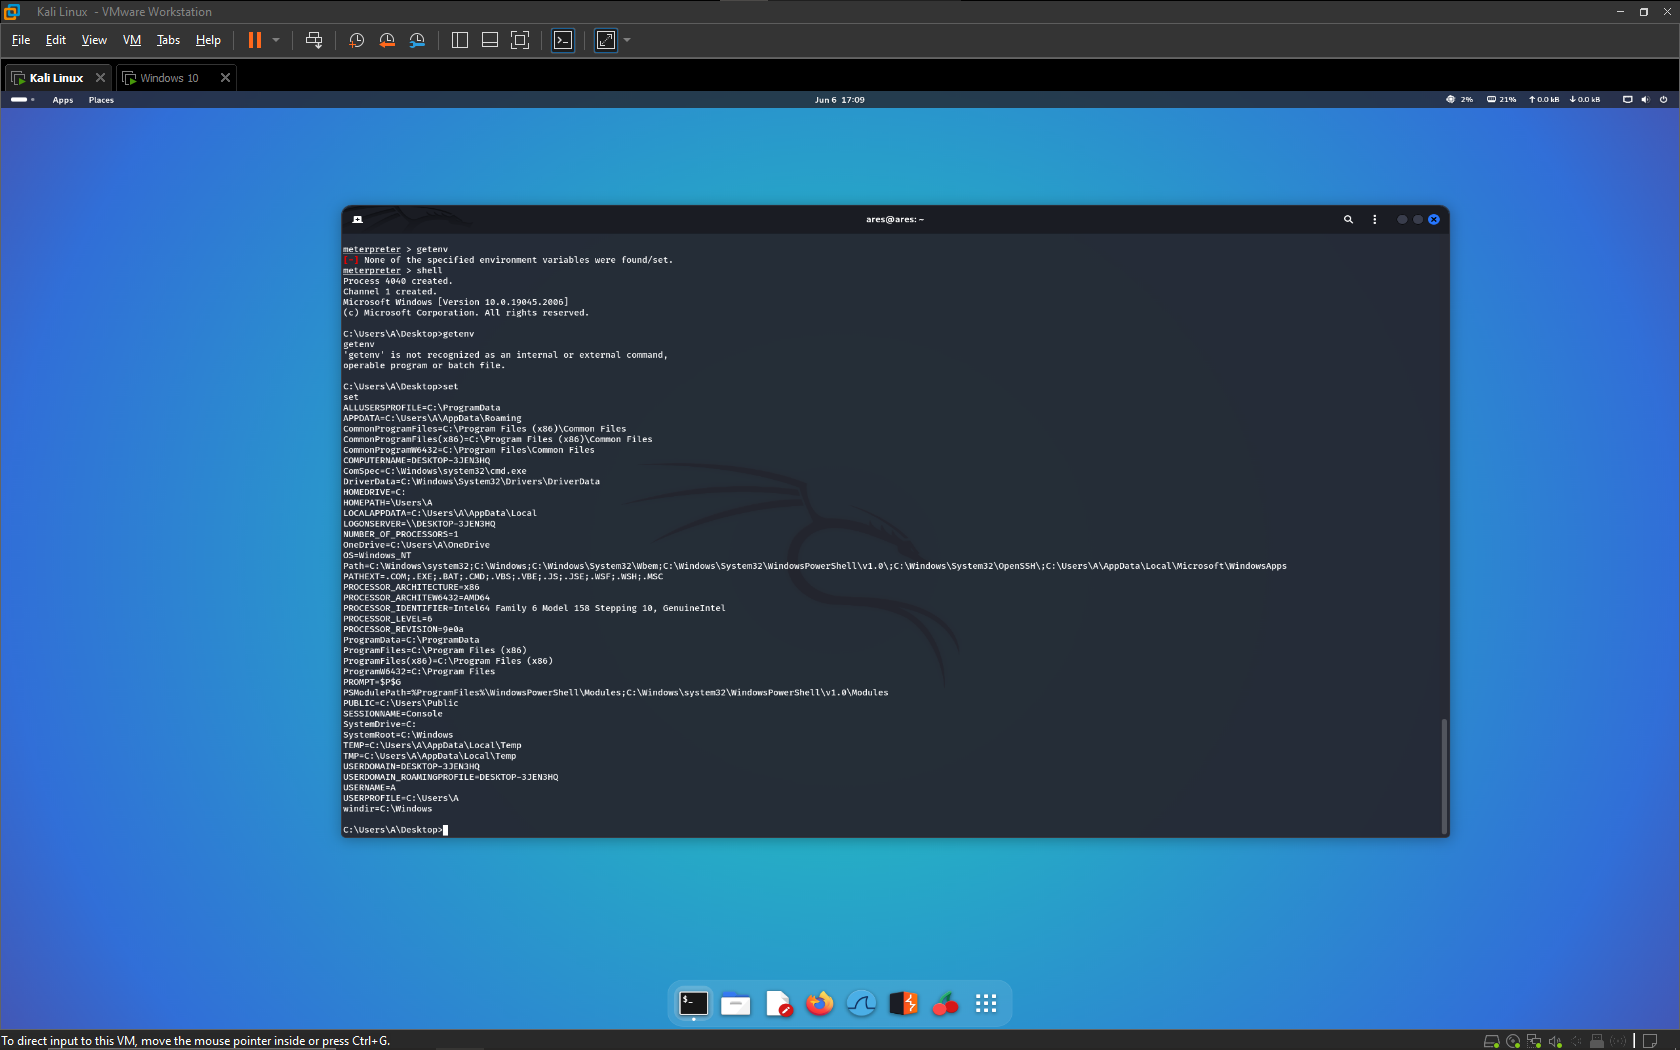 Kali Linux - VMware Workstation
File Edit View VM Tabs Help
Kali Linux Windows 10
Apps Places Jun 6 17:09 2% 21% 0.0 kB 0.0 kB
ares@ares: ~
meterpreter > getenv
[-] None of the specified environment variables were found/set.
meterpreter > shell
Process 4040 created.
Channel 1 created.
Microsoft Windows [Version 10.0.19045.2006]
(c) Microsoft Corporation. All rights reserved.
C:\Users\A\Desktop>getenv
getenv
'getenv' is not recognized as an internal or external command,
operable program or batch file.
C:\Users\A\Desktop>set
set
ALLUSERSPROFILE=C:\ProgramData
APPDATA=C:\Users\A\AppData\Roaming
CommonProgramFiles=C:\Program Files (x86)\Common Files
CommonProgramFiles(x86)=C:\Program Files (x86)\Common Files
CommonProgramW6432=C:\Program Files\Common Files
COMPUTERNAME=DESKTOP-3JEN3HQ
ComSpec=C:\Windows\system32\cmd.exe
DriverData=C:\Windows\System32\Drivers\DriverData
HOMEDRIVE=C:
HOMEPATH=\Users\A
LOCALAPPDATA=C:\Users\A\AppData\Local
LOGONSERVER=\\DESKTOP-3JEN3HQ
NUMBER_OF_PROCESSORS=1
OneDrive=C:\Users\A\OneDrive
OS=Windows_NT
Path=C:\Windows\system32;C:\Windows;C:\Windows\System32\Wbem;C:\Windows\System32\WindowsPowerShell\v1.0\;C:\Windows\System32\OpenSSH\;C:\Users\A\AppData\Local\Microsoft\WindowsApps
PATHEXT=.COM;.EXE;.BAT;.CMD;.VBS;.VBE;.JS;.JSE;.WSF;.WSH;.MSC
PROCESSOR_ARCHITECTURE=x86
PROCESSOR_ARCHITEW6432=AMD64
PROCESSOR_IDENTIFIER=Intel64 Family 6 Model 158 Stepping 10, GenuineIntel
PROCESSOR_LEVEL=6
PROCESSOR_REVISION=9e0a
ProgramData=C:\ProgramData
ProgramFiles=C:\Program Files (x86)
ProgramFiles(x86)=C:\Program Files (x86)
ProgramW6432=C:\Program Files
PROMPT=$P$G
PSModulePath=%ProgramFiles%\WindowsPowerShell\Modules;C:\Windows\system32\WindowsPowerShell\v1.0\Modules
PUBLIC=C:\Users\Public
SESSIONNAME=Console
SystemDrive=C:
SystemRoot=C:\Windows
TEMP=C:\Users\A\AppData\Local\Temp
TMP=C:\Users\A\AppData\Local\Temp
USERDOMAIN=DESKTOP-3JEN3HQ
USERDOMAIN_ROAMINGPROFILE=DESKTOP-3JEN3HQ
USERNAME=A
USERPROFILE=C:\Users\A
windir=C:\Windows
C:\Users\A\Desktop>
$_
To direct input to this VM, move the mouse pointer inside or press Ctrl+G.